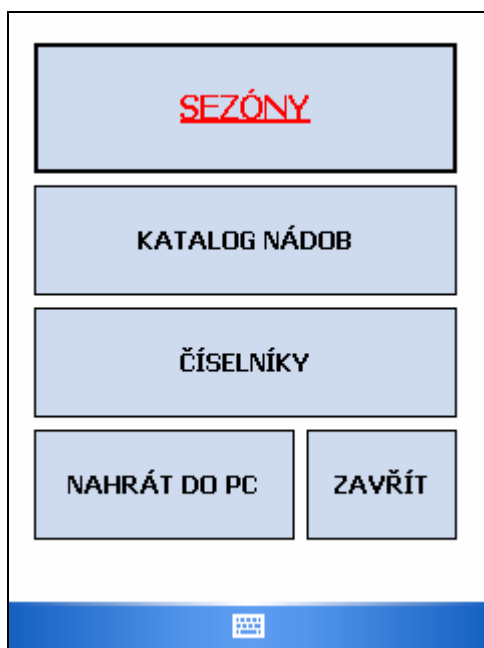 SEZÓNY
KATALOG NÁDOB
ČÍSELNÍKY
NAHRÁT DO PC
ZAVŘÍT